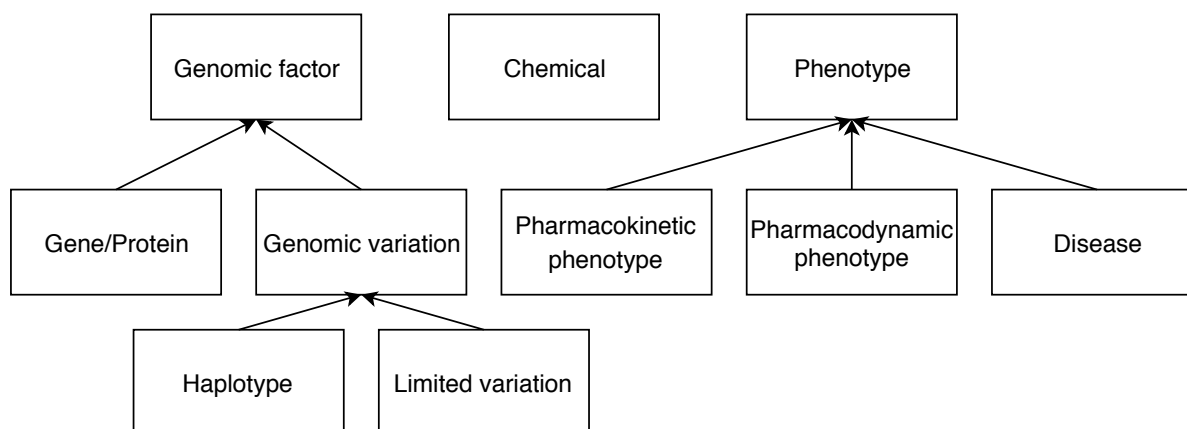 Genomic factor
Chemical
Phenotype
Gene/Protein
Genomic variation
Pharmacokinetic
phenotype
Pharmacodynamic
phenotype
Disease
Haplotype
Limited variation